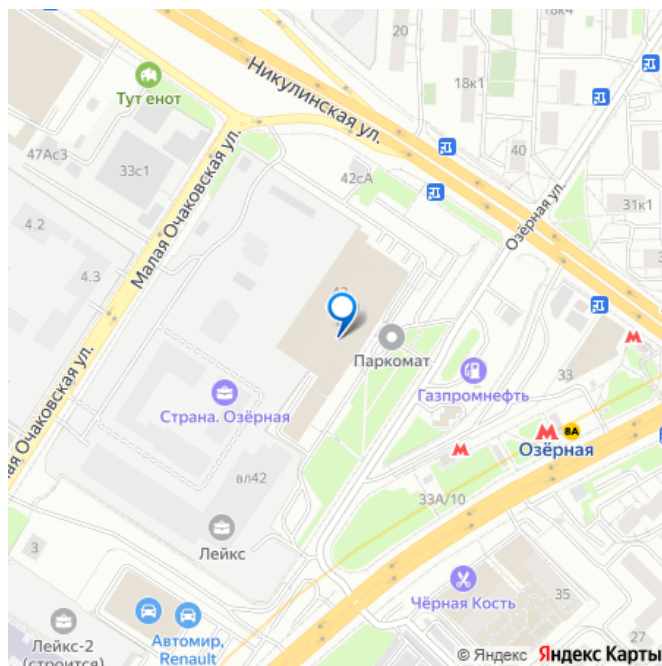 20
18к4
18к1
Никулинская ул.
Тут енот
40
47Ас3
33с1
42сА
Малая Очаковская ул.
Озёрная ул.
31к1
4.2
4.3
Паркомат
33
Газпромнефть
Страна. Озёрная
8А
Озёрная
ая Очаковская ул.
вл42
33А/10
Лейкс
3
Чёрная Кость
35
27
Автомир,
Renault
Лейкс-2
(строится)
© Яндекс Яндекс Карты